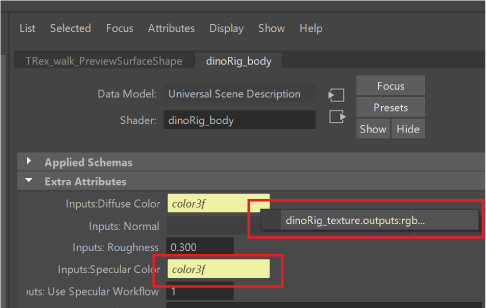 List Selected Focus Attributes Display Show Help
TRex_walk_PreviewSurfaceShape dinoRig_body
Data Model: Universal Scene Description
Focus
Presets
Shader: dinoRig_body
Show Hide
Applied Schemas
Extra Attributes
Inputs:Diffuse Color color3f
dinoRig_texture.outputs:rgb...
Inputs: Normal
Inputs: Roughness 0.300
Inputs:Specular Color color3f
uts: Use Specular Workflow 1